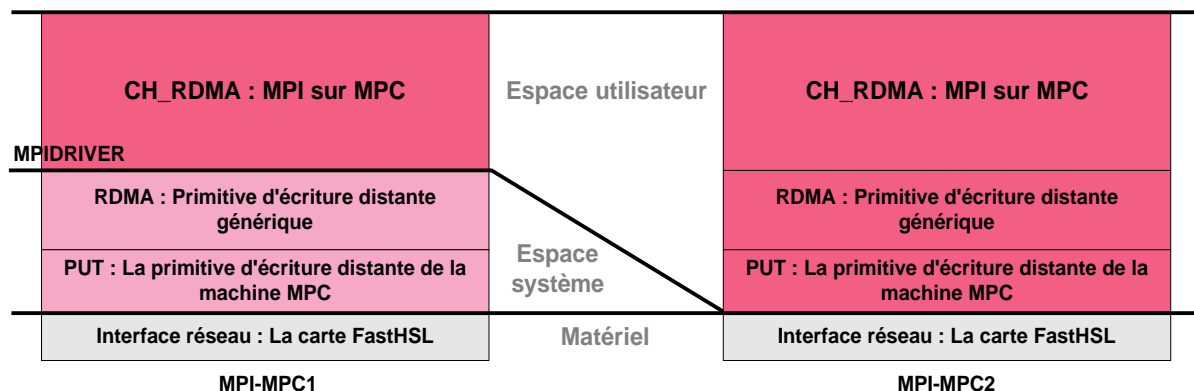 CH_RDMA : MPI sur MPC
Espace utilisateur
CH_RDMA : MPI sur MPC
MPIDRIVER
RDMA : Primitive d'écriture distante
générique
RDMA : Primitive d'écriture distante
générique
Espace
système
PUT : La primitive d'écriture distante de la
machine MPC
PUT : La primitive d'écriture distante de la
machine MPC
Interface réseau : La carte FastHSL
Matériel
Interface réseau : La carte FastHSL
MPI-MPC1
MPI-MPC2